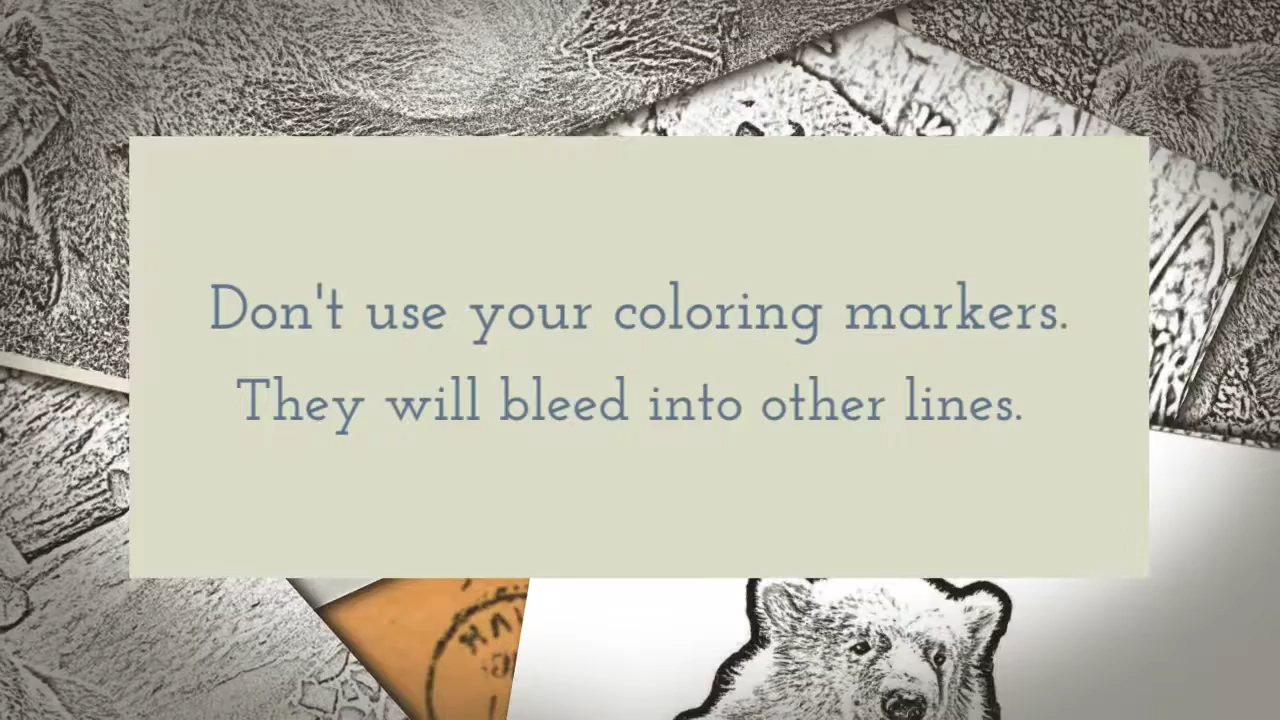 Don't use your coloring markers.
They will bleed into other lines.